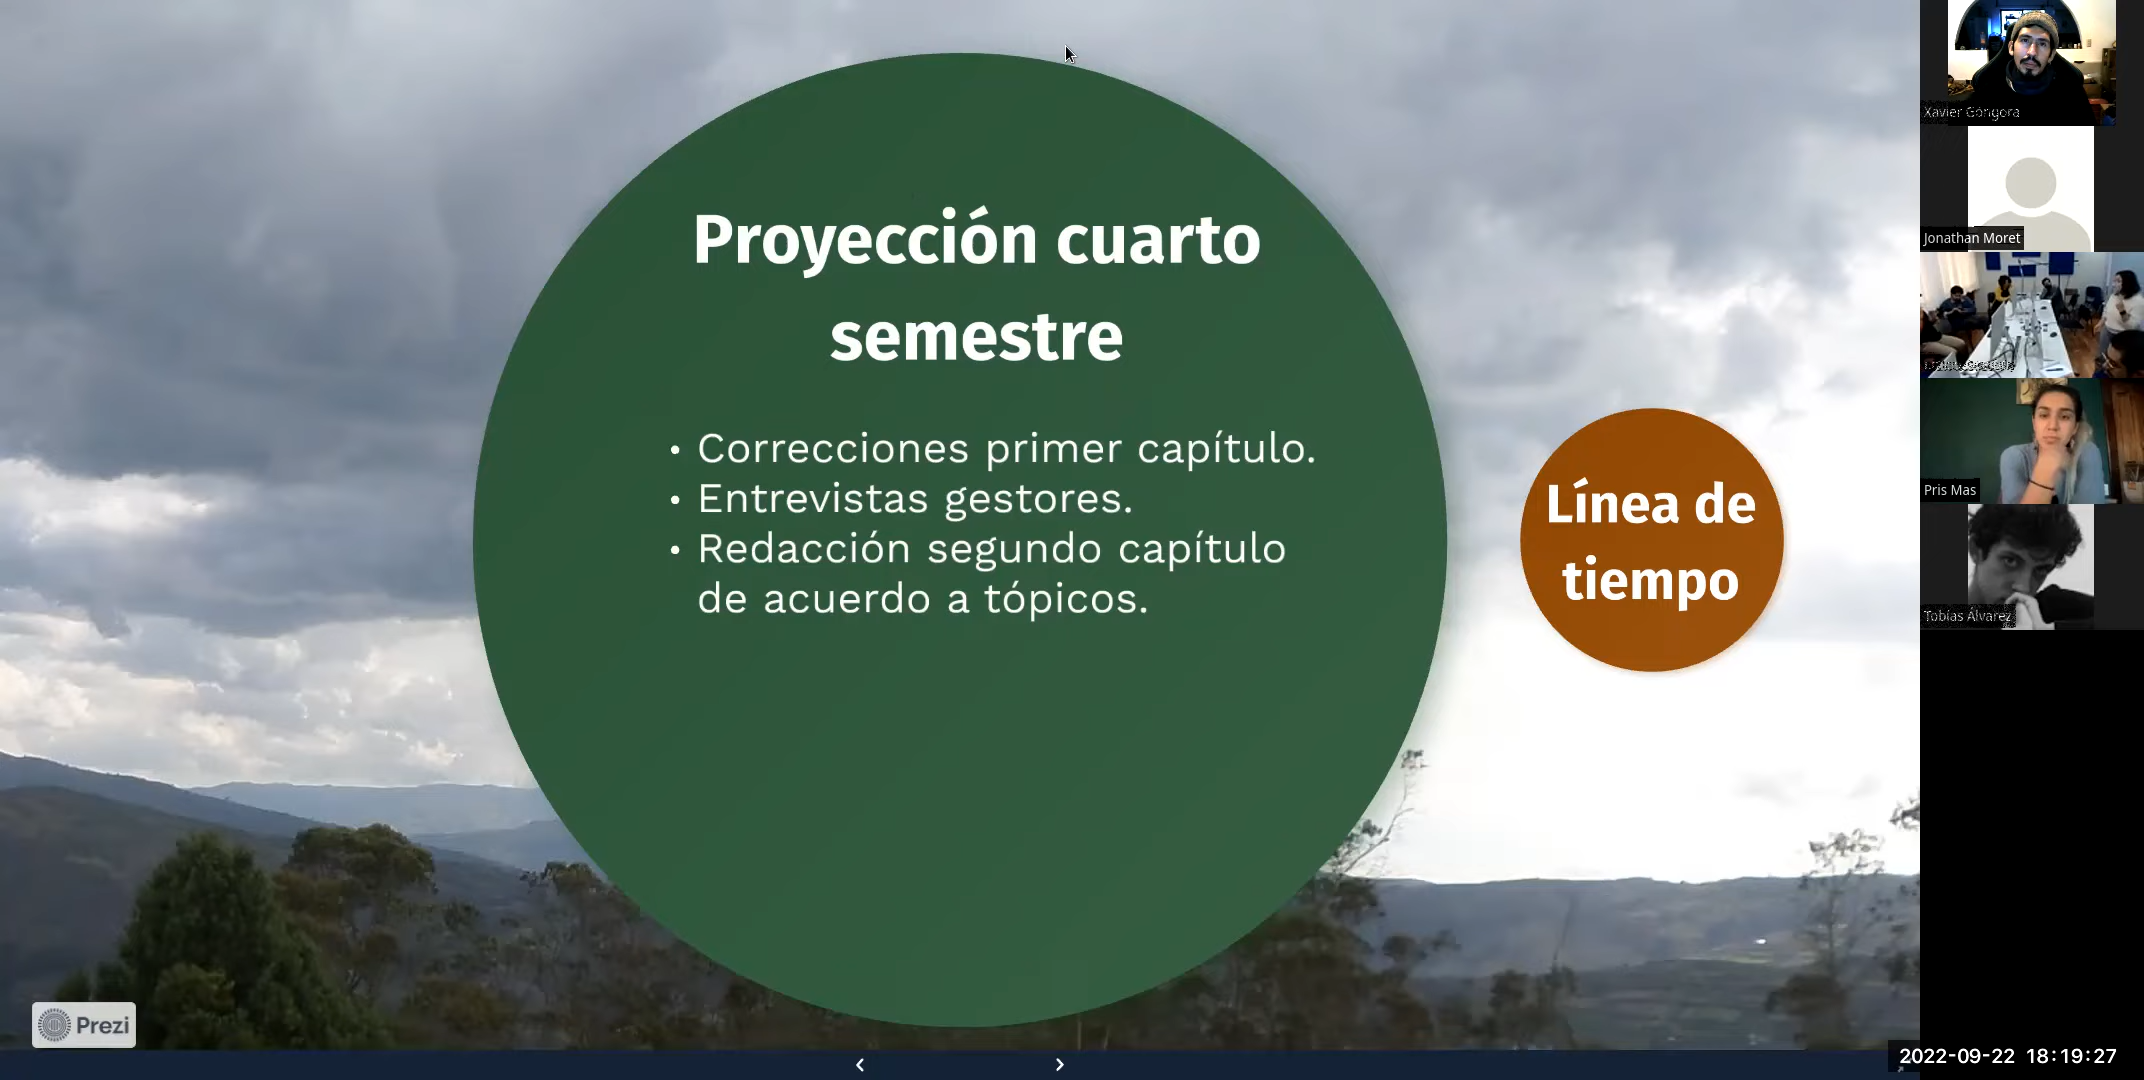 Proyección cuarto
semestre
• Correcciones primer capítulo.
• Entrevistas gestores.
• Redacción segundo capítulo
de acuerdo a tópicos.
Línea de
tiempo
Prezi
Xavier Góngora
Jonathan Moret
Pris Mas
Tobías Álvarez
2022-09-22 18:19:27